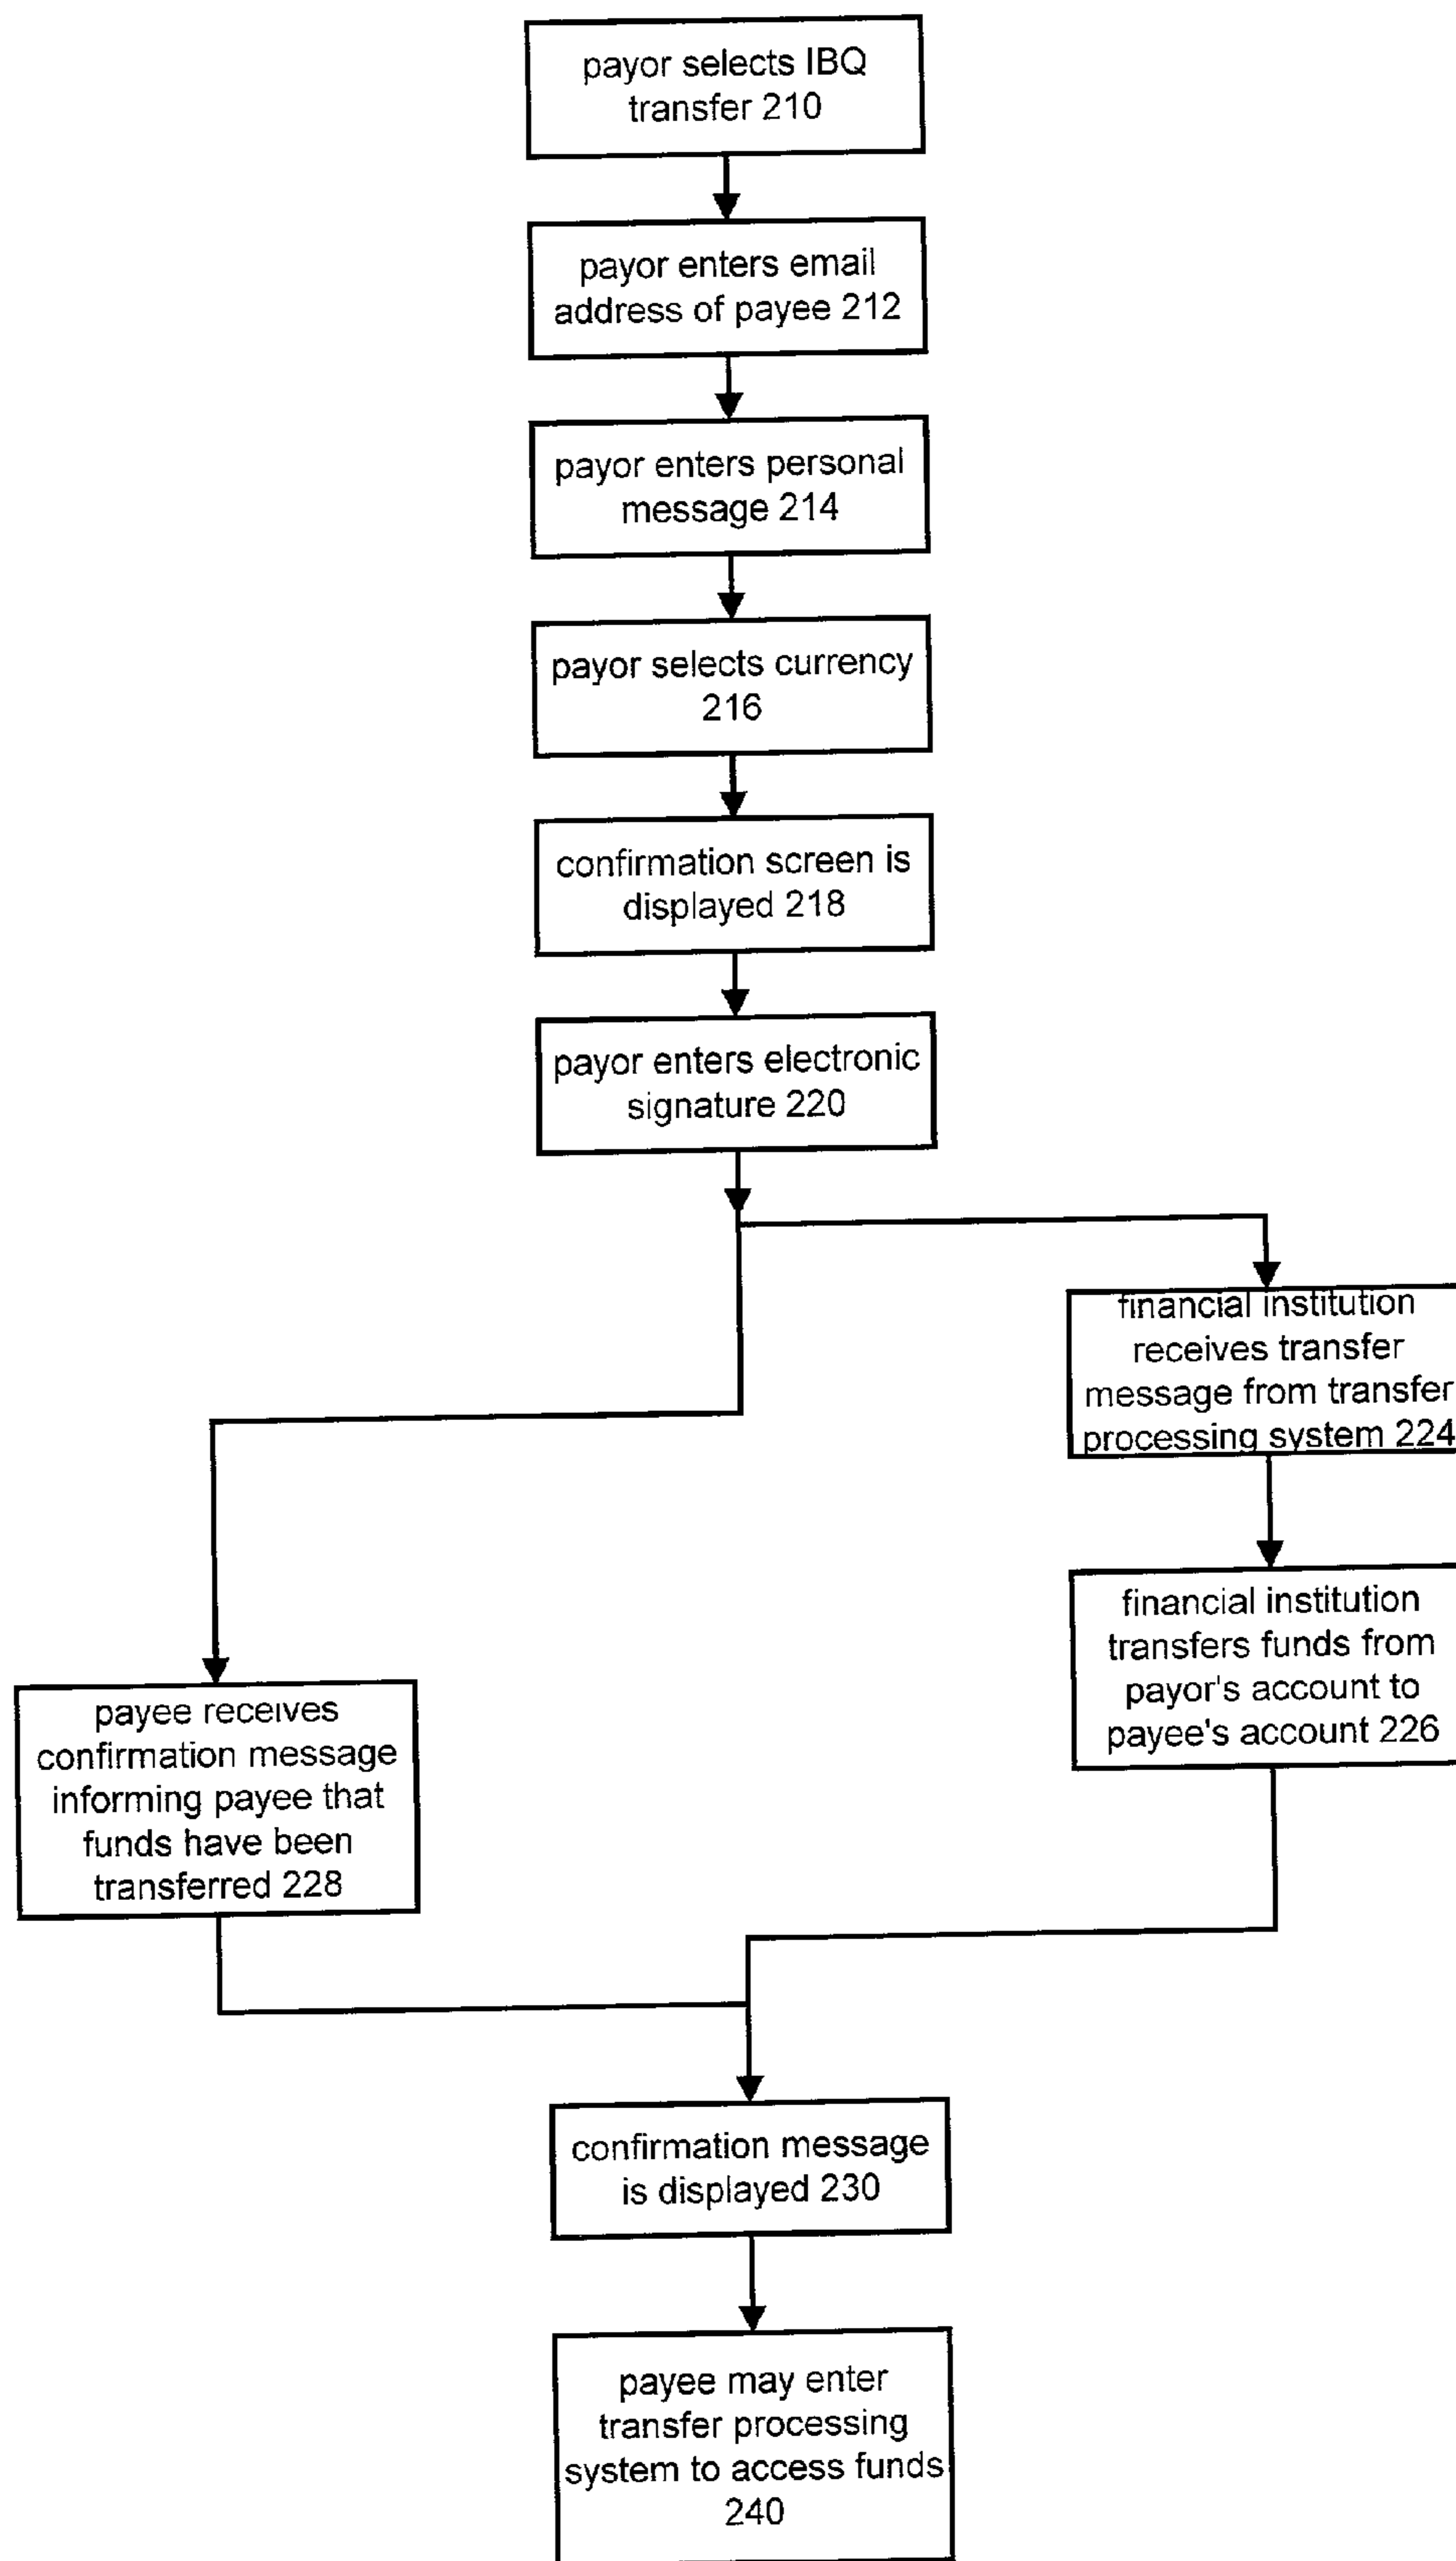 payor selects IBQ
transfer 210
payor enters email
address of payee 212
payor enters personal
message 214
payor selects currency
216
confirmation screen is
displayed 218
payor enters electronic
signature 220
financial institution
receives transfer
message from transfer
processing system 224
financial institution
transfers funds from
payor's account to
payee's account 226
payee receives
confirmation message
informing payee that
funds have been
transferred 228
confirmation message
is displayed 230
payee may enter
transfer processing
system to access funds
240